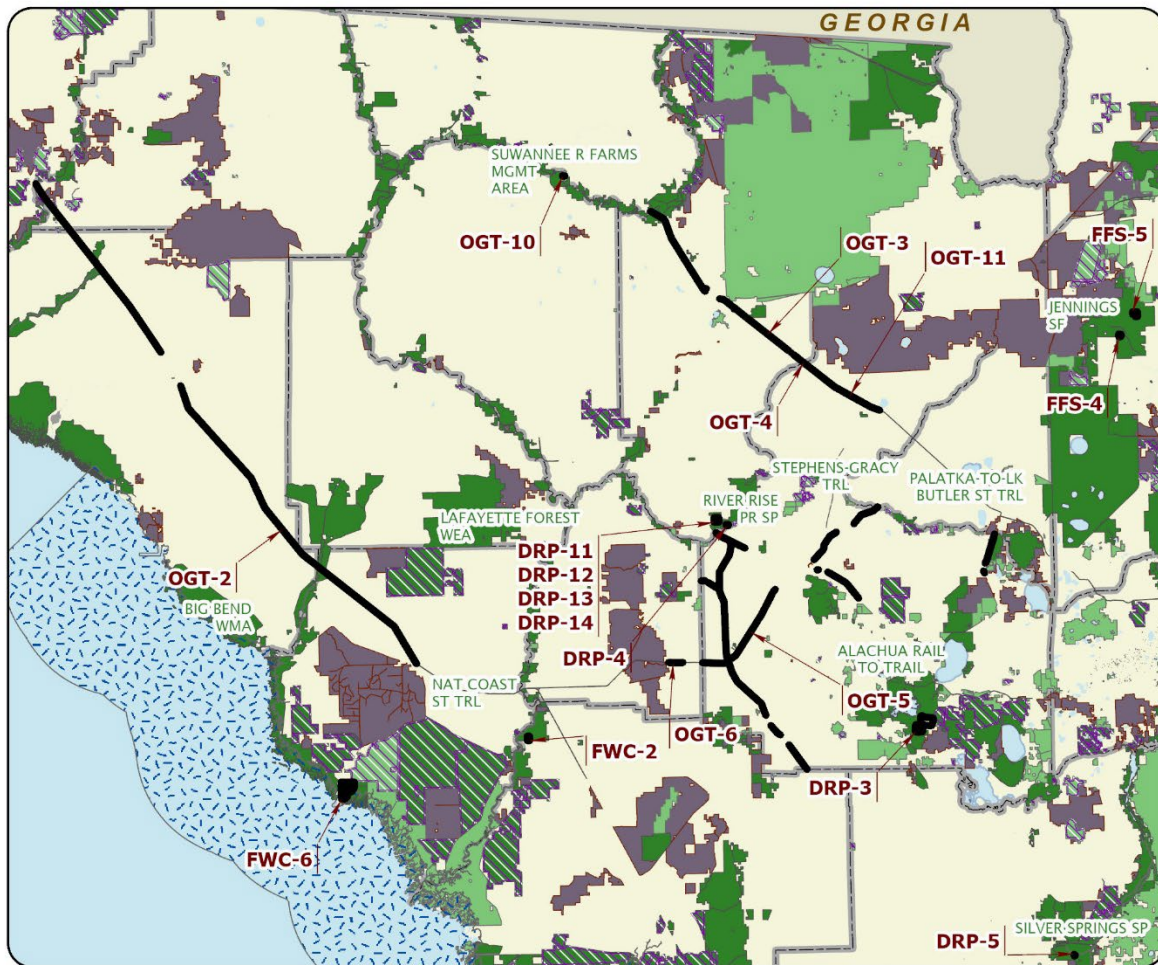 GEORGIA
SUWANNEE R FARMS
MGMT
AREA
OGT-10
OGT-3
OGT-11
FFS-5
JENNINGS
SF
FFS-4
OGT-4
STEPHENS-GRACY
TRL
PALATKA-TO-LK
BUTLER ST TRL
RIVER RISE
PR SP
LAFAYETTE FOREST
WEA
DRP-11
DRP-12
DRP-13
DRP-14
DRP-4
OGT-2
BIG BEND
WMA
ALACHUA RAIL
TO TRAIL
OGT-5
NAT COAST
ST TRL
FWC-2
OGT-6
DRP-3
FWC-6
SILVER SPRINGS SP
DRP-5